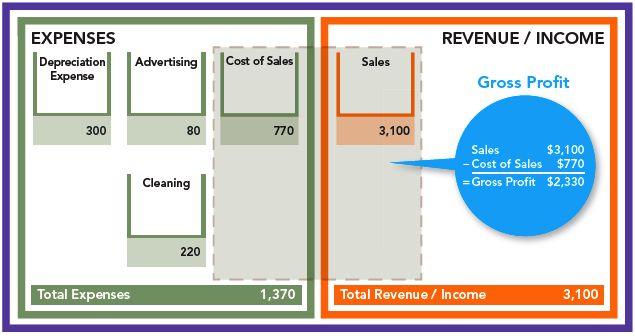 EXPENSES
Depreciation
Expense
300
Advertising
80
Cost of Sales
770
Cleaning
220
Total Expenses 1,370
REVENUE / INCOME
Sales
3,100
Gross Profit
Sales $3,100
– Cost of Sales $770
= Gross Profit $2,330
Total Revenue / Income 3,100